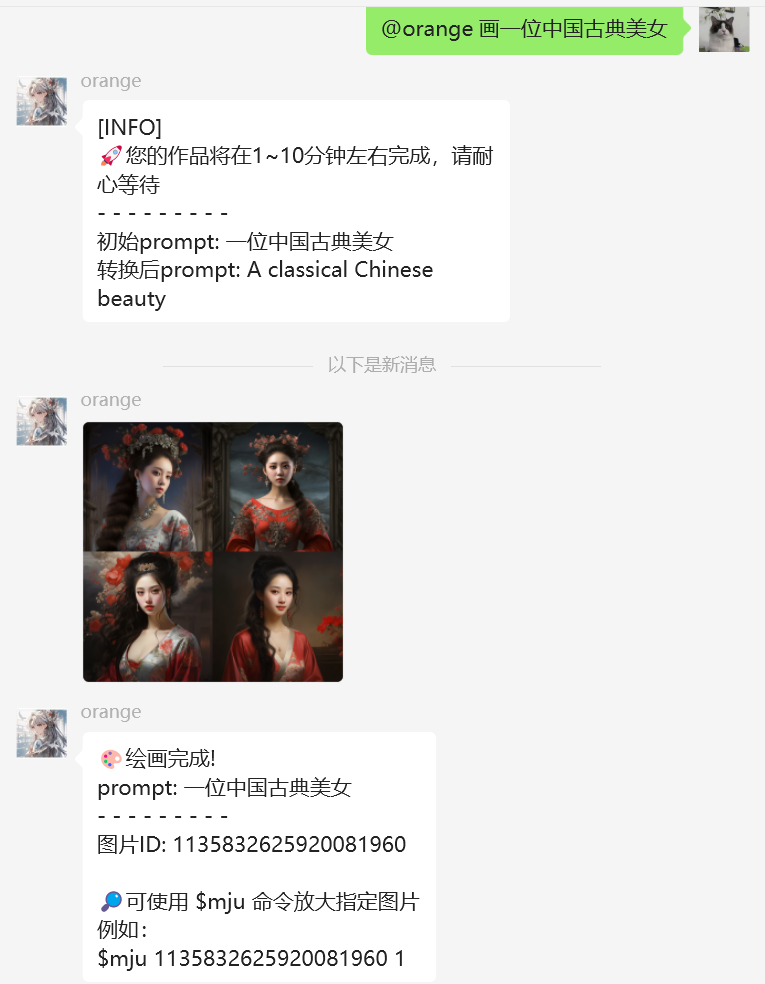 @orange 画一位中国古典美女
orange
[INFO]
🚀您的作品将在1~10分钟左右完成，请耐
心等待
- - - - - - - - -
初始prompt: 一位中国古典美女
转换后prompt: A classical Chinese
beauty
以下是新消息
orange
orange
🎨绘画完成!
prompt: 一位中国古典美女
- - - - - - - - -
图片ID: 1135832625920081960
🔎可使用 $mju 命令放大指定图片
例如：
$mju 1135832625920081960 1